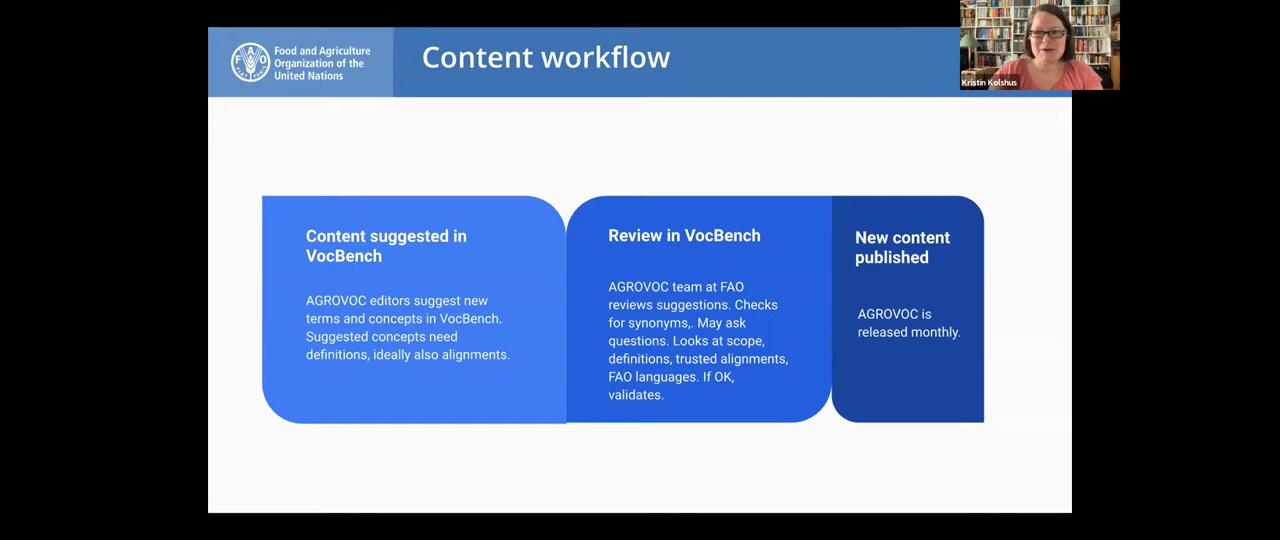 Food and Agriculture
Organization of the
United Nations
Content workflow
Kristin Kolshus
Content suggested in
VocBench
AGROVOC editors suggest new
terms and concepts in VocBench.
Suggested concepts need
definitions, ideally also alignments.
Review in VocBench
AGROVOC team at FAO
reviews suggestions. Checks
for synonyms,. May ask
questions. Looks at scope,
definitions, trusted alignments,
FAO languages. If OK,
validates.
New content
published
AGROVOC is
released monthly.